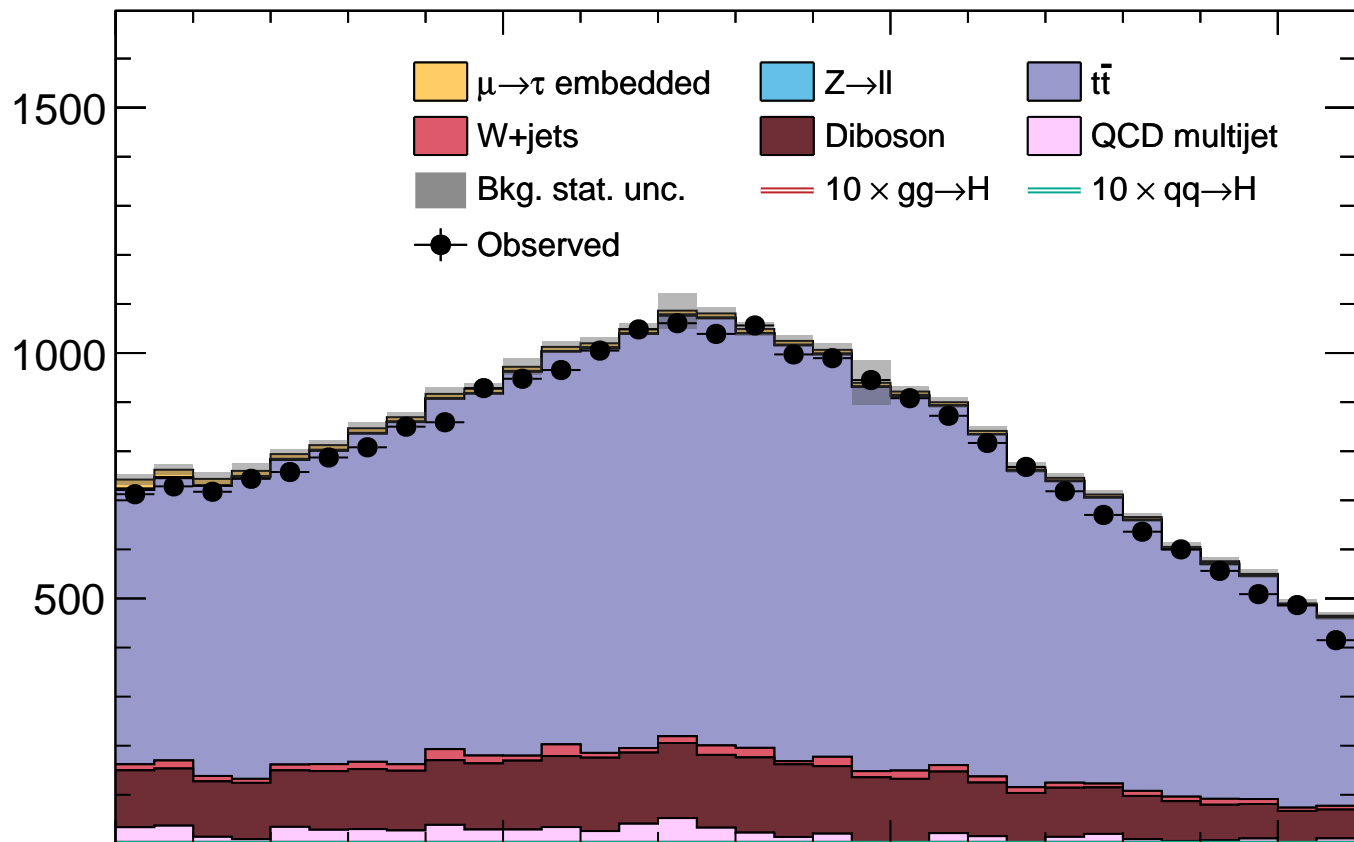 1500
1000
500
μ→τ embedded Z→ll tt̄
W+jets Diboson QCD multijet
Bkg. stat. unc. 10 × gg→H 10 × qq→H
Observed